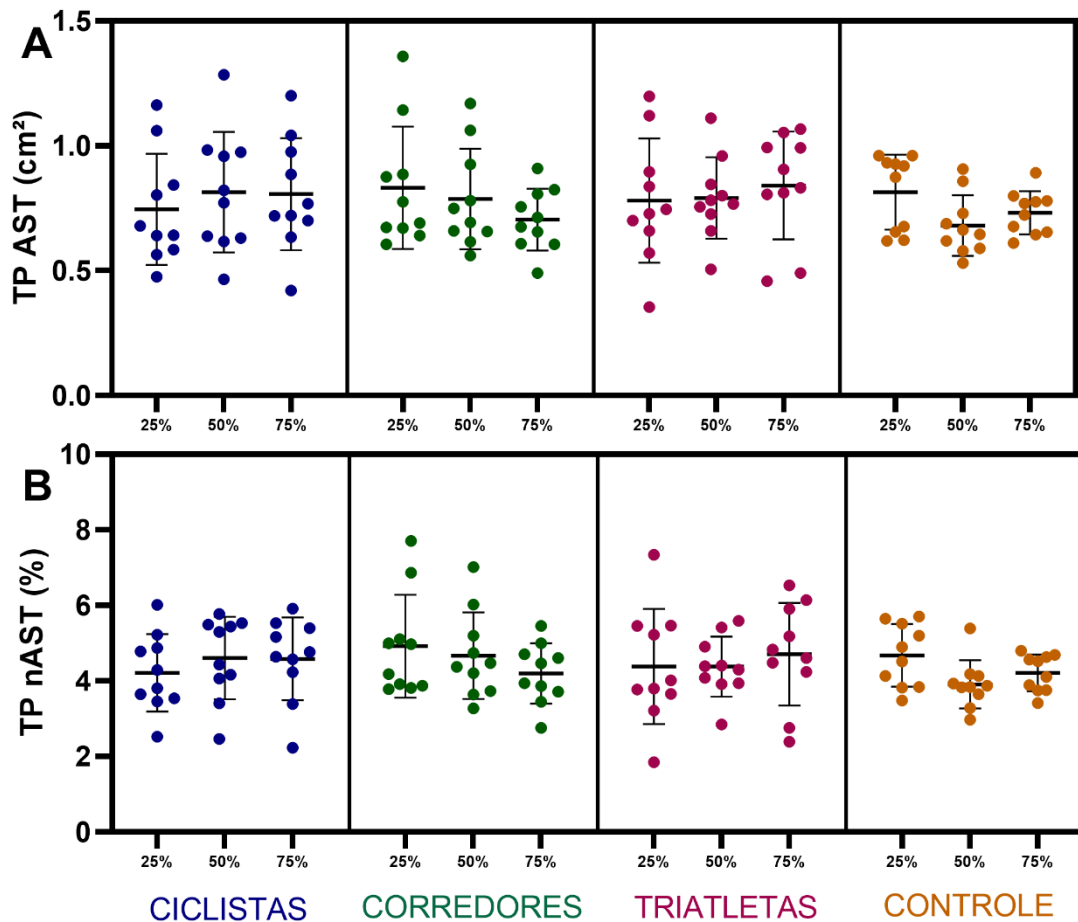 A
TP AST (cm²)
1.5
1.0
0.5
0.0
25% 50% 75% 25% 50% 75% 25% 50% 75% 25% 50% 75%
B
TP nAST (%)
10
8
6
4
2
0
25% 50% 75% 25% 50% 75% 25% 50% 75% 25% 50% 75%
CICLISTAS CORREDORES TRIATLETAS CONTROLE